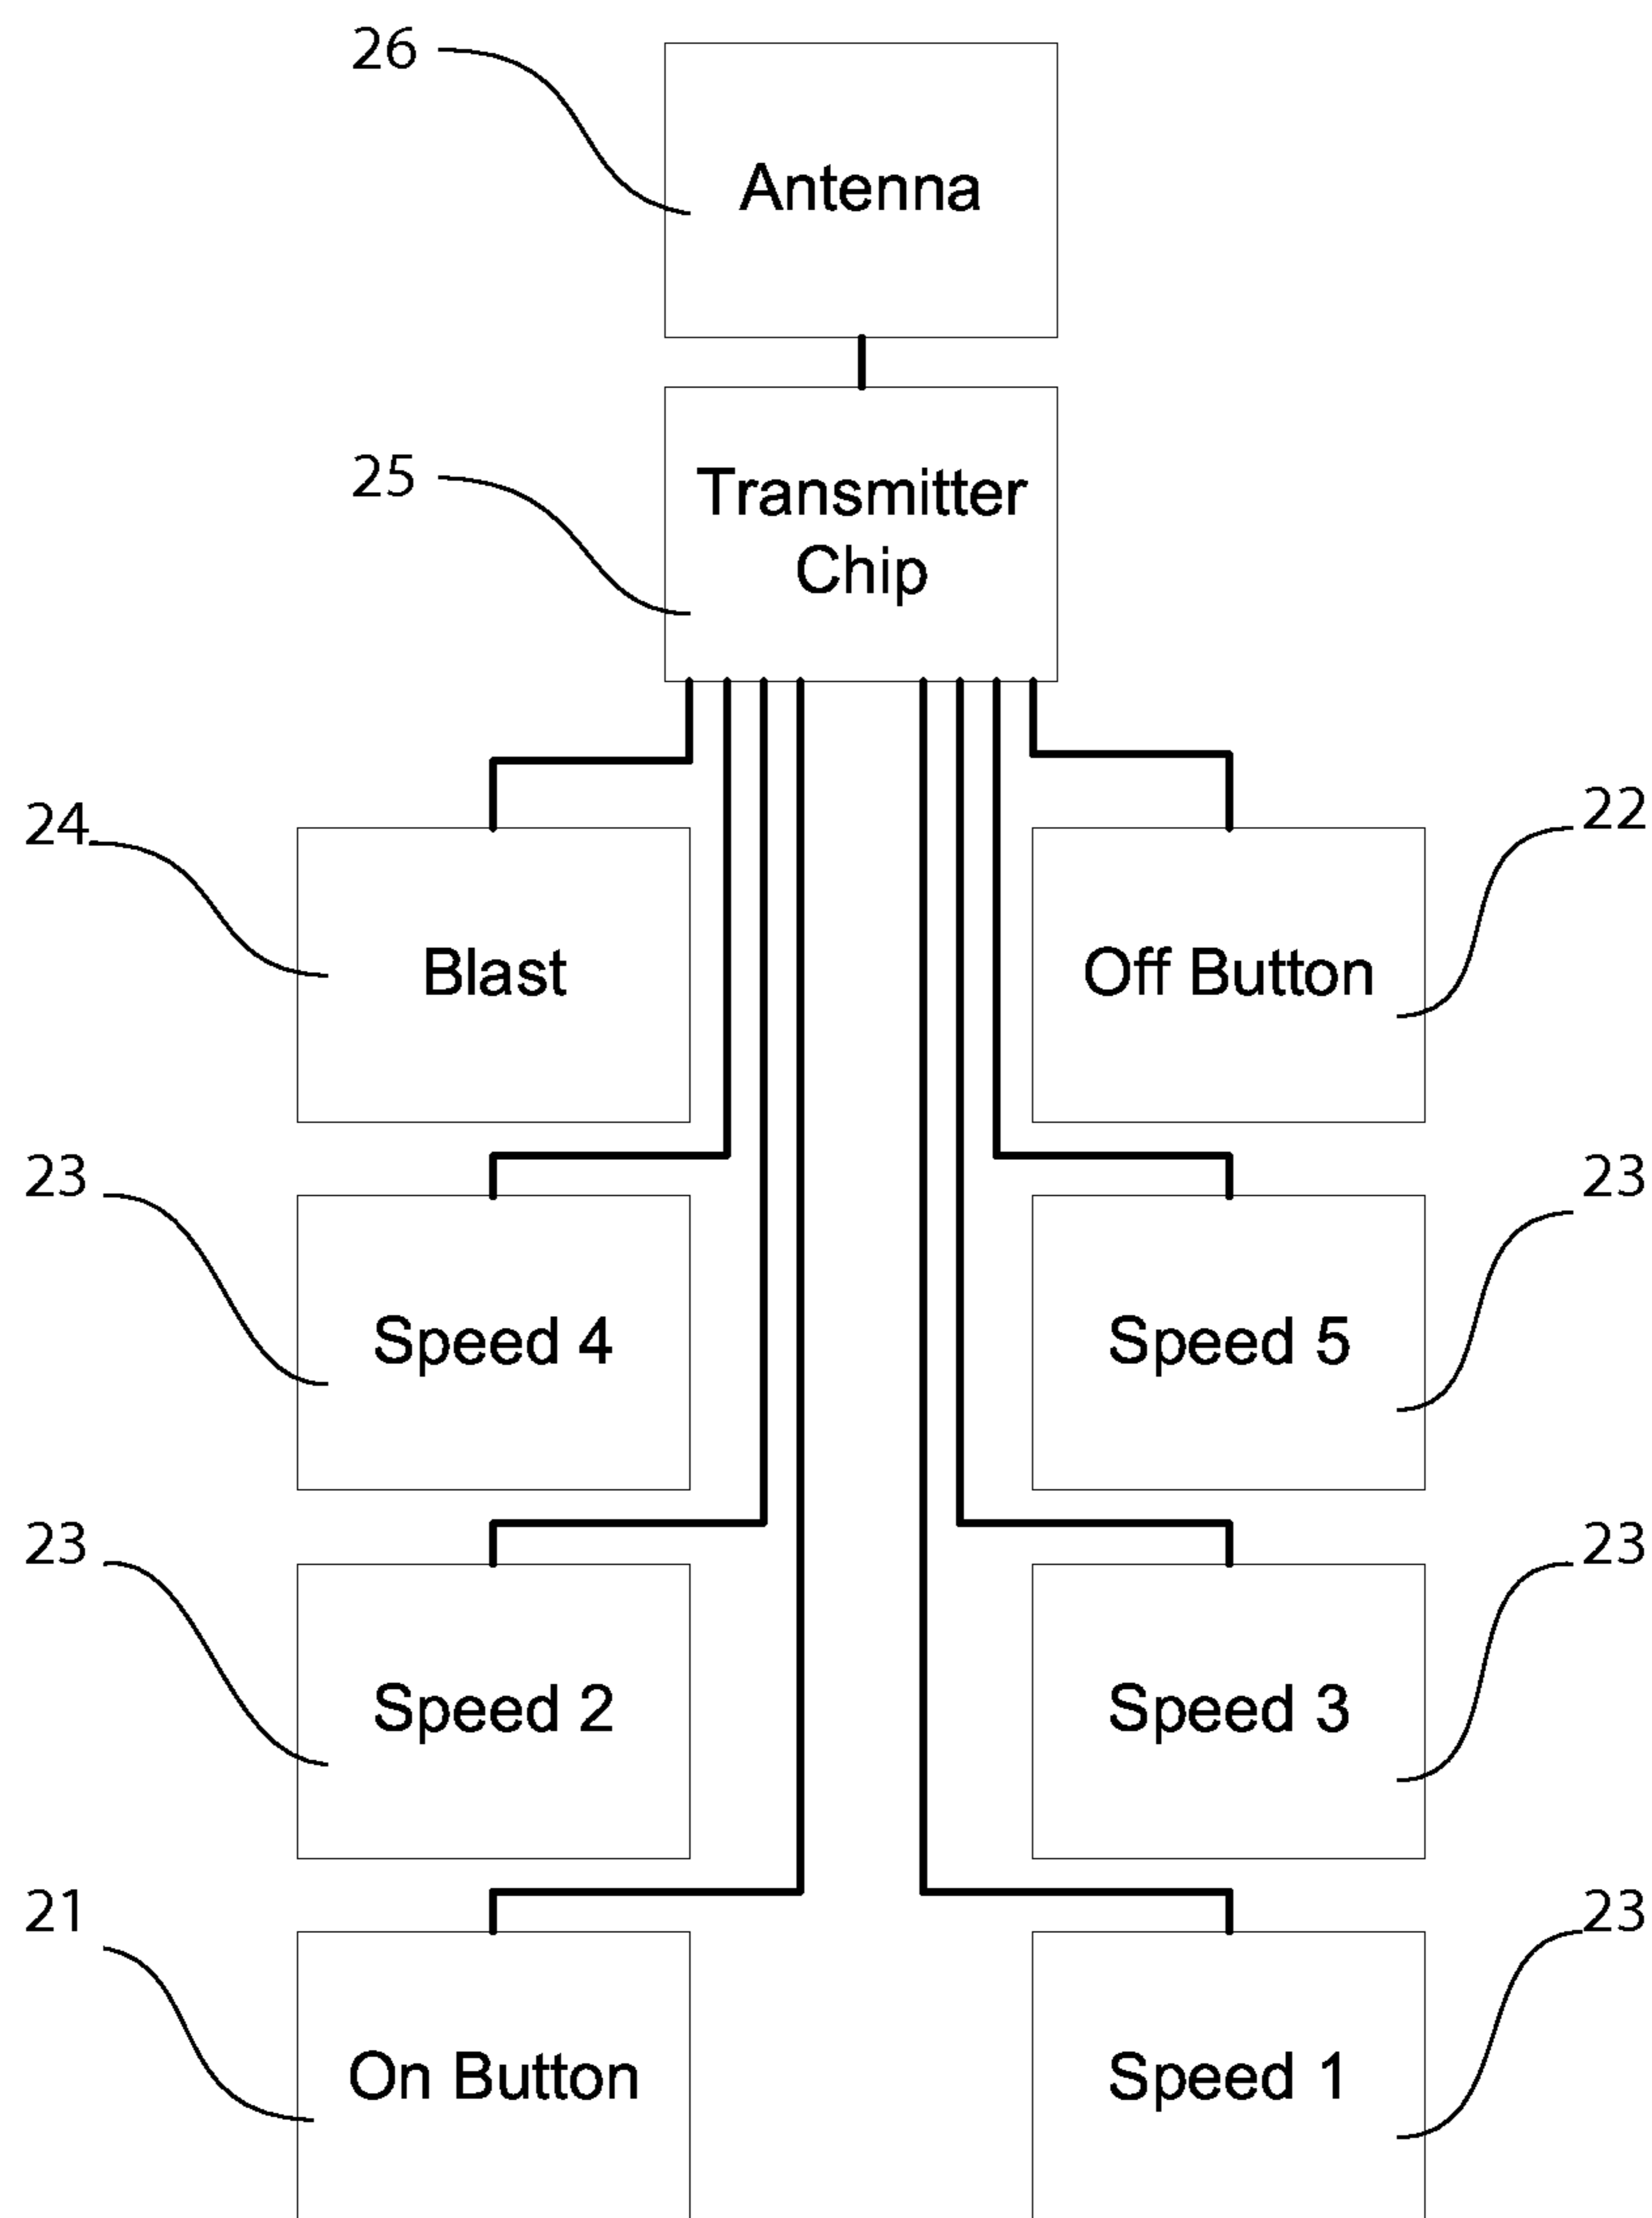 26
Antenna
25
Transmitter
Chip
24
22
Blast
Off Button
23
23
Speed 4
Speed 5
23
23
Speed 2
Speed 3
21
23
On Button
Speed 1